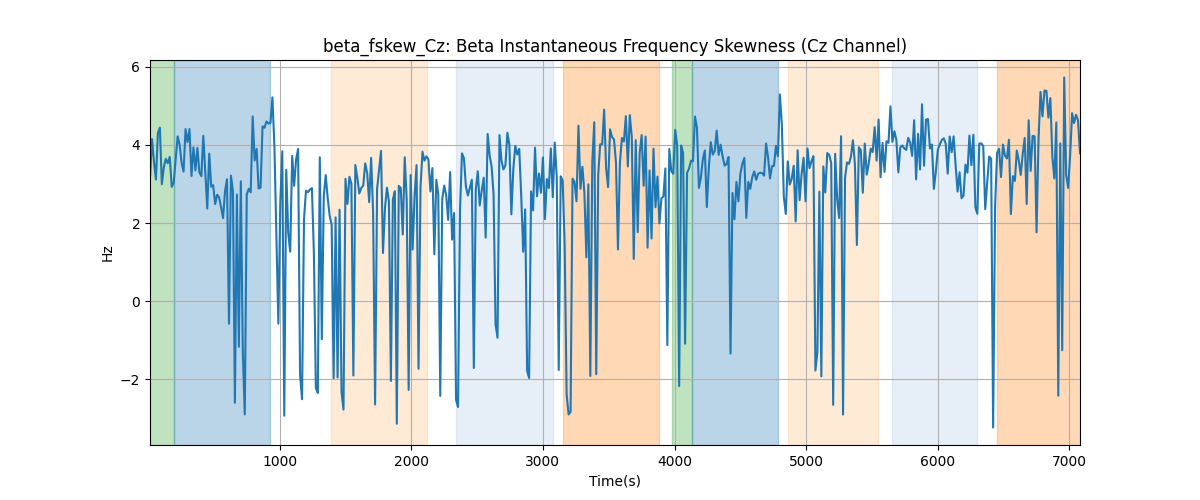 beta_fskew_Cz: Beta Instantaneous Frequency Skewness (Cz Channel)
6
4
2
0
−2
Hz
1000 2000 3000 4000 5000 6000 7000
Time(s)